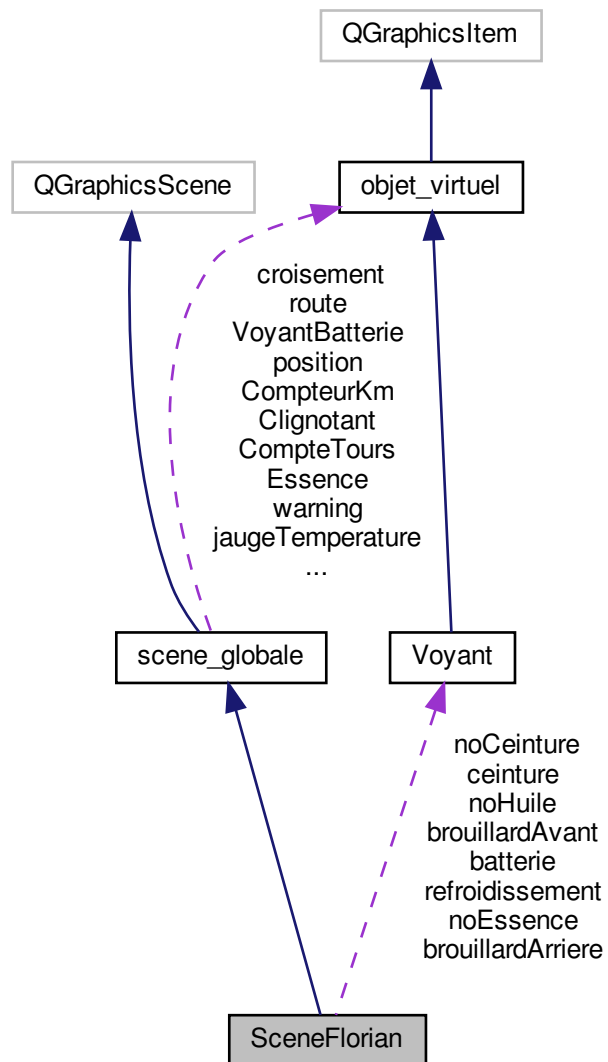 QGraphicsItem
QGraphicsScene
objet_virtuel
croisement
route
VoyantBatterie
position
CompteurKm
Clignotant
CompteTours
Essence
warning
jaugeTemperature
...
scene_globale
Voyant
noCeinture
ceinture
noHuile
brouillardAvant
batterie
refroidissement
noEssence
brouillardArriere
SceneFlorian